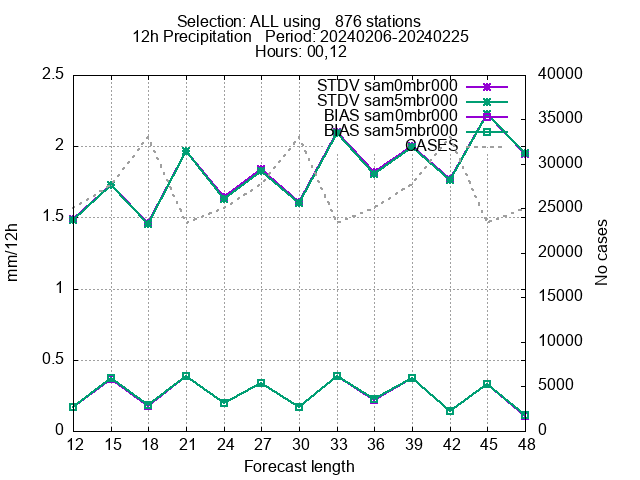 Selection: ALL using   876 stations
12h Precipitation   Period: 20240206-20240225
Hours: 00,12
STDV sam0mbr000
STDV sam5mbr000
BIAS sam0mbr000
BIAS sam5mbr000
CASES
mm/12h
2.5
2
1.5
1
0.5
0
No cases
40000
35000
30000
25000
20000
15000
10000
5000
0
12 15 18 21 24 27 30 33 36 39 42 45 48
Forecast length